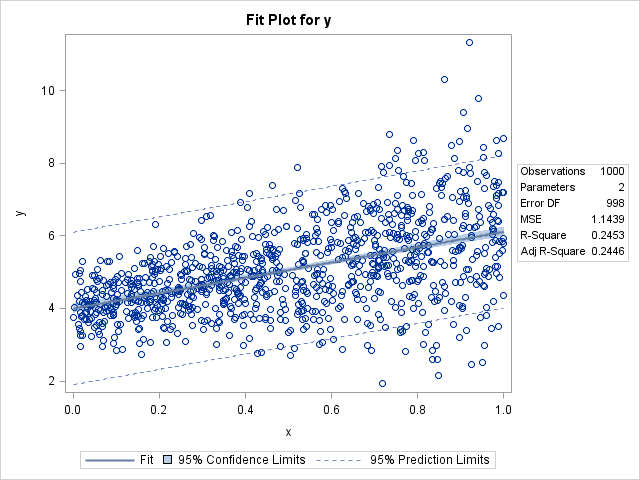 Fit Plot for y
10
8
6
4
2
y
0.0 0.2 0.4 0.6 0.8 1.0
x
Observations 1000
Parameters 2
Error DF 998
MSE 1.1439
R-Square 0.2453
Adj R-Square 0.2446
Fit 95% Confidence Limits 95% Prediction Limits